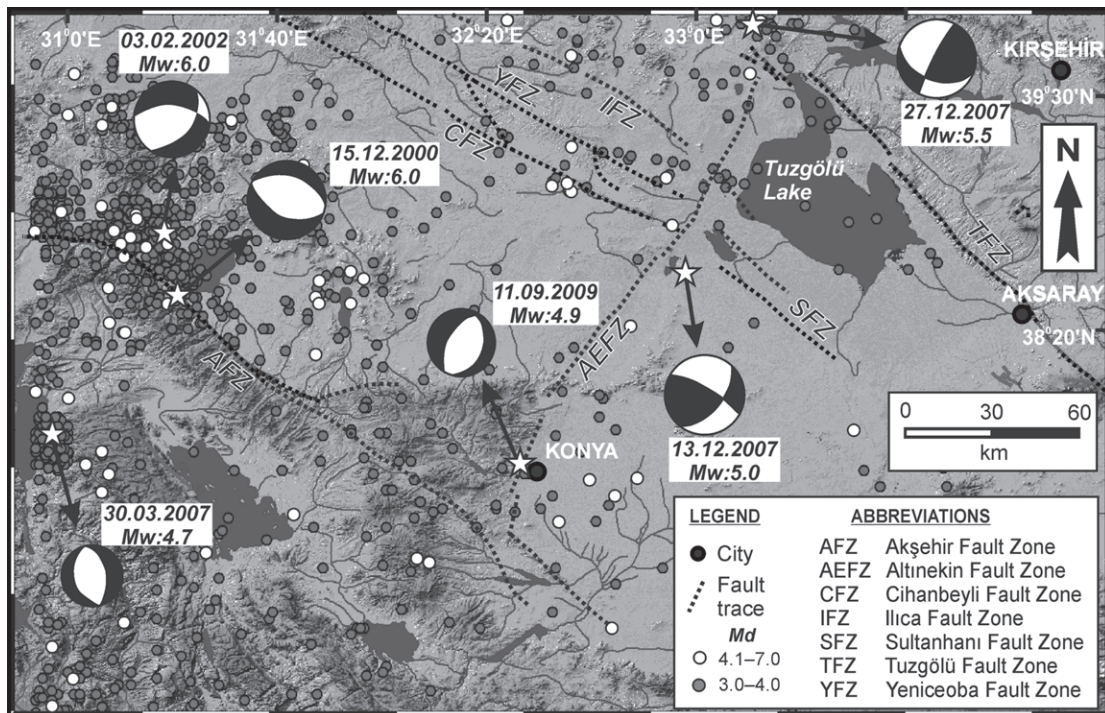 31°0'E
31°40'E
32°20'E
33°0'E
03.02.2002
Mw:6.0
YFZ
IFZ
CFZ
KIRŞEHİR
39°30'N
27.12.2007
Mw:5.5
15.12.2000
Mw:6.0
Tuzgölü
Lake
N
TFZ
11.09.2009
Mw:4.9
AKSARAY
38°20'N
SFZ
AEFZ
AFZ
0 30 60
km
KONYA
13.12.2007
Mw:5.0
30.03.2007
Mw:4.7
LEGEND
City
Fault
trace
Md
4.1–7.0
3.0–4.0
ABBREVIATIONS
AFZ Akşehir Fault Zone
AEFZ Altınekin Fault Zone
CFZ Cihanbeyli Fault Zone
IFZ Ilıca Fault Zone
SFZ Sultanhanı Fault Zone
TFZ Tuzgölü Fault Zone
YFZ Yeniceoba Fault Zone